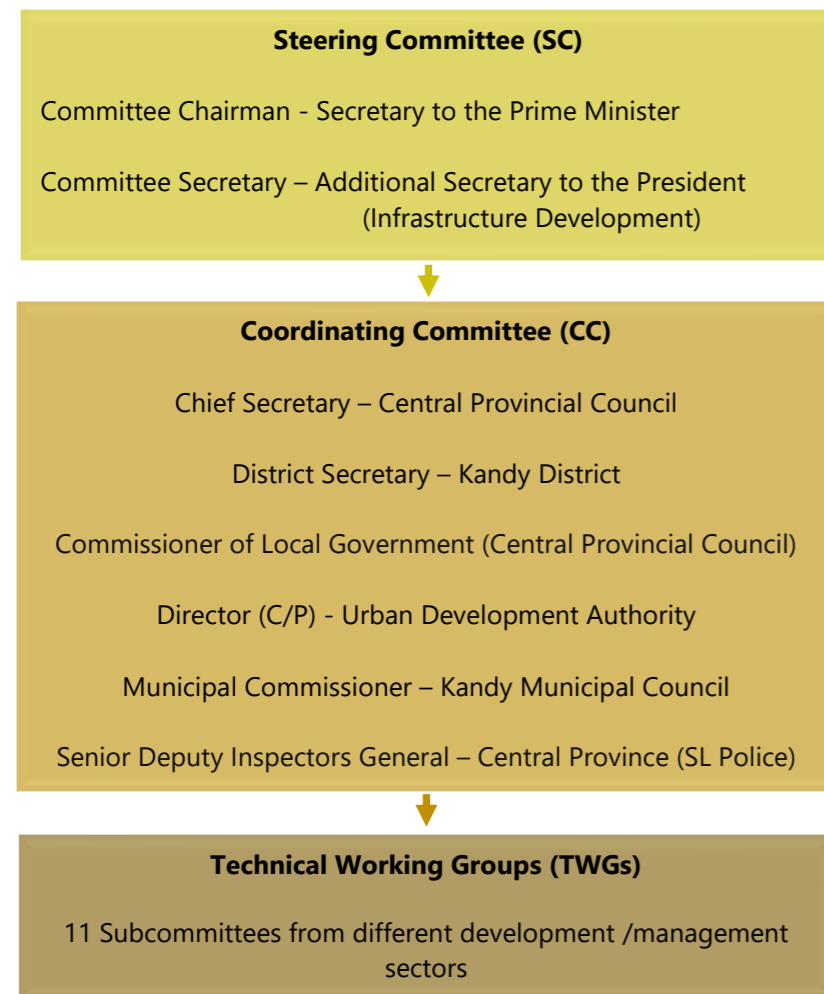 Steering Committee (SC)
Committee Chairman - Secretary to the Prime Minister
Committee Secretary – Additional Secretary to the President
(Infrastructure Development)
Coordinating Committee (CC)
Chief Secretary – Central Provincial Council
District Secretary – Kandy District
Commissioner of Local Government (Central Provincial Council)
Director (C/P) - Urban Development Authority
Municipal Commissioner – Kandy Municipal Council
Senior Deputy Inspectors General – Central Province (SL Police)
Technical Working Groups (TWGs)
11 Subcommittees from different development /management
sectors